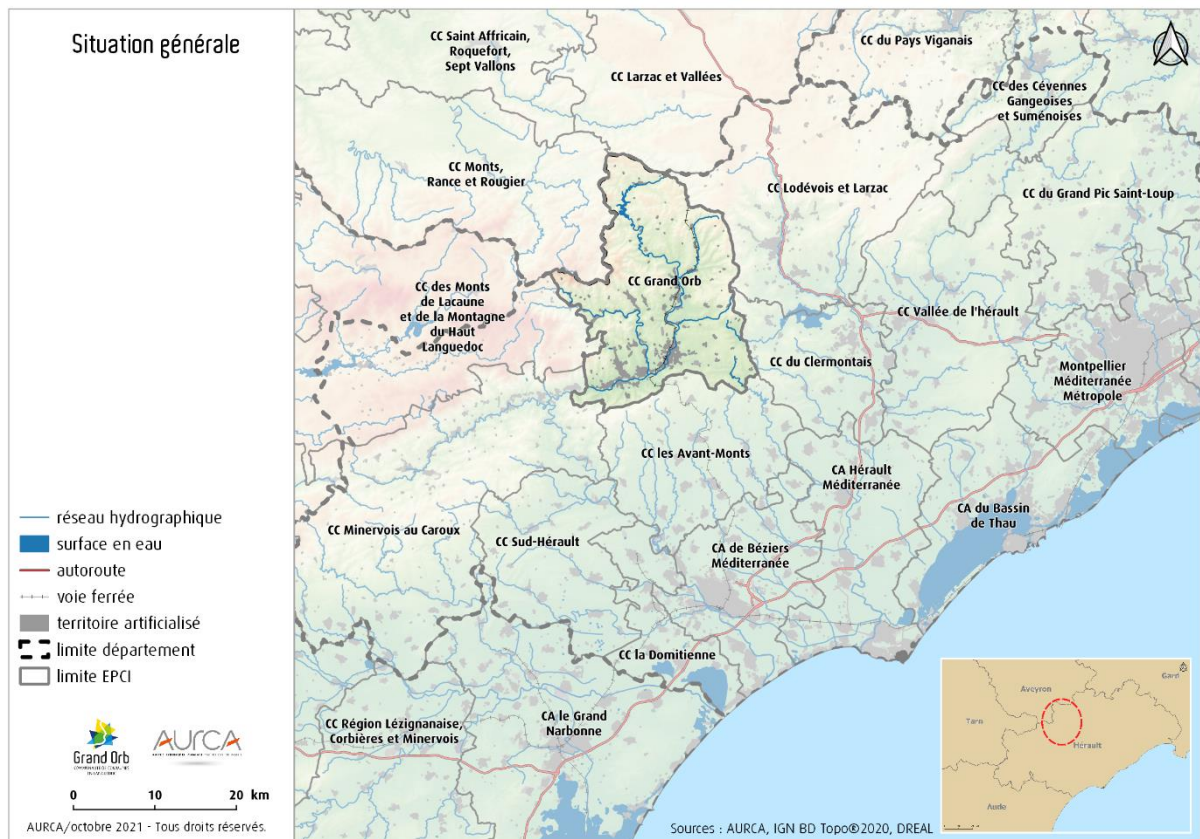 Situation générale
CC Saint Affricain,
Roquefort,
Sept Vallons
CC du Pays Viganais
CC Larzac et Vallées
CC des Cévennes
Gangeoises
et Suménoises
CC Monts,
Rance et Rougier
CC Lodévois et Larzac
CC du Grand Pic Saint-Loup
CC Grand Orb
CC des Monts
de Lacaune
et de la Montagne
du Haut
Languedoc
CC Vallée de l'hérault
CC du Clermontais
Montpellier
Méditerranée
Métropole
CC les Avant-Monts
CA Hérault
Méditerranée
CA du Bassin
de Thau
CC Minervois au Caroux
CC Sud-Hérault
CA de Béziers
Méditerranée
CC la Domitienne
CC Région Lézignanaise,
Corbières et Minervois
CA le Grand
Narbonne
réseau hydrographique
surface en eau
autoroute
voie ferrée
territoire artificialisé
limite département
limite EPCI
Grand Orb
AURCA
0 10 20 km
AURCA/octobre 2021 - Tous droits réservés.
Sources : AURCA, IGN BD Topo®2020, DREAL
Aveyron
Gard
Tarn
Hérault
Aude